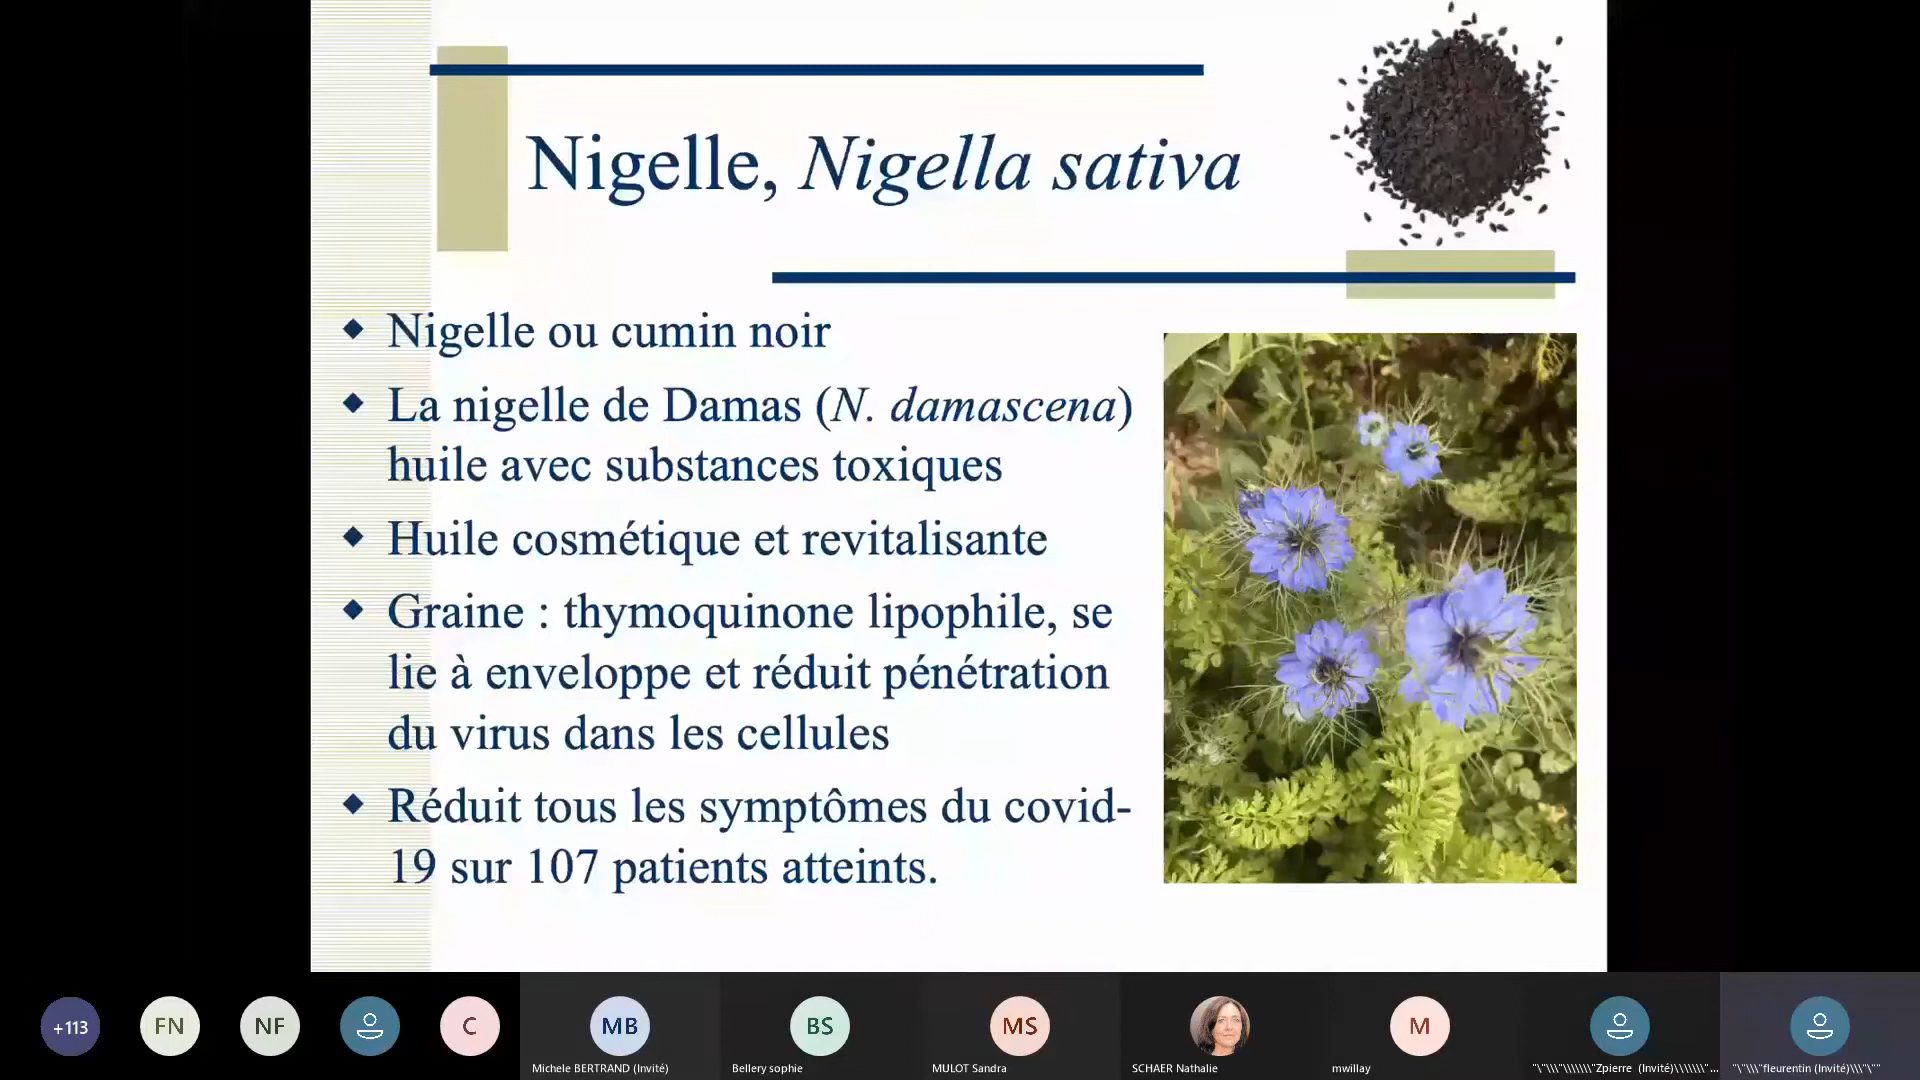 Nigelle, Nigella sativa
Nigelle ou cumin noir
La nigelle de Damas (N. damascena)
huile avec substances toxiques
Huile cosmétique et revitalisante
Graine : thymoquinone lipophile, se
lie à enveloppe et réduit pénétration
du virus dans les cellules
Réduit tous les symptômes du covid-
19 sur 107 patients atteints.
+113
FN
NF
C
MB
BS
MS
M
Michele BERTRAND (Invité)
Bellery sophie
MULOT Sandra
SCHAER Nathalie
mwillay
"\"\\\"\\\\\\\"Zpierre (Invité)\\\\\\\"...
"\"\\\"fleurentin (Invité)\\\"\""